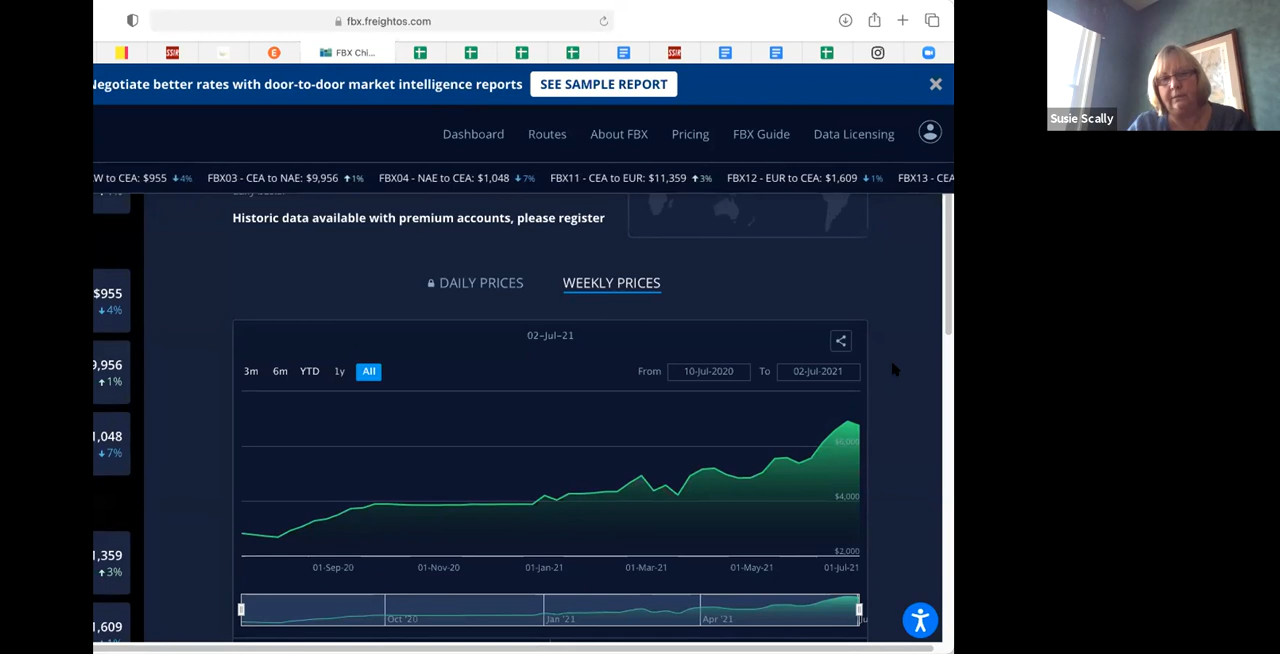 fbx.freightos.com
FBX Chi...
Negotiate better rates with door-to-door market intelligence reports SEE SAMPLE REPORT
Susie Scally
Dashboard Routes About FBX Pricing FBX Guide Data Licensing
W to CEA: $955 4% FBX03 - CEA to NAE: $9,956 1% FBX04 - NAE to CEA: $1,048 7% FBX11 - CEA to EUR: $11,359 3% FBX12 - EUR to CEA: $1,609 1% FBX13 - CEA
Historic data available with premium accounts, please register
DAILY PRICES WEEKLY PRICES
$955
4%
9,956
1%
1,048
7%
1,359
3%
1,609
02-Jul-21
3m 6m YTD 1y All From 10-Jul-2020 To 02-Jul-2021
$6,000
$4,000
$2,000
01-Sep-20 01-Nov-20 01-Jan-21 01-Mar-21 01-May-21 01-Jul-21
Oct '20 Jan '21 Apr '21 Ju